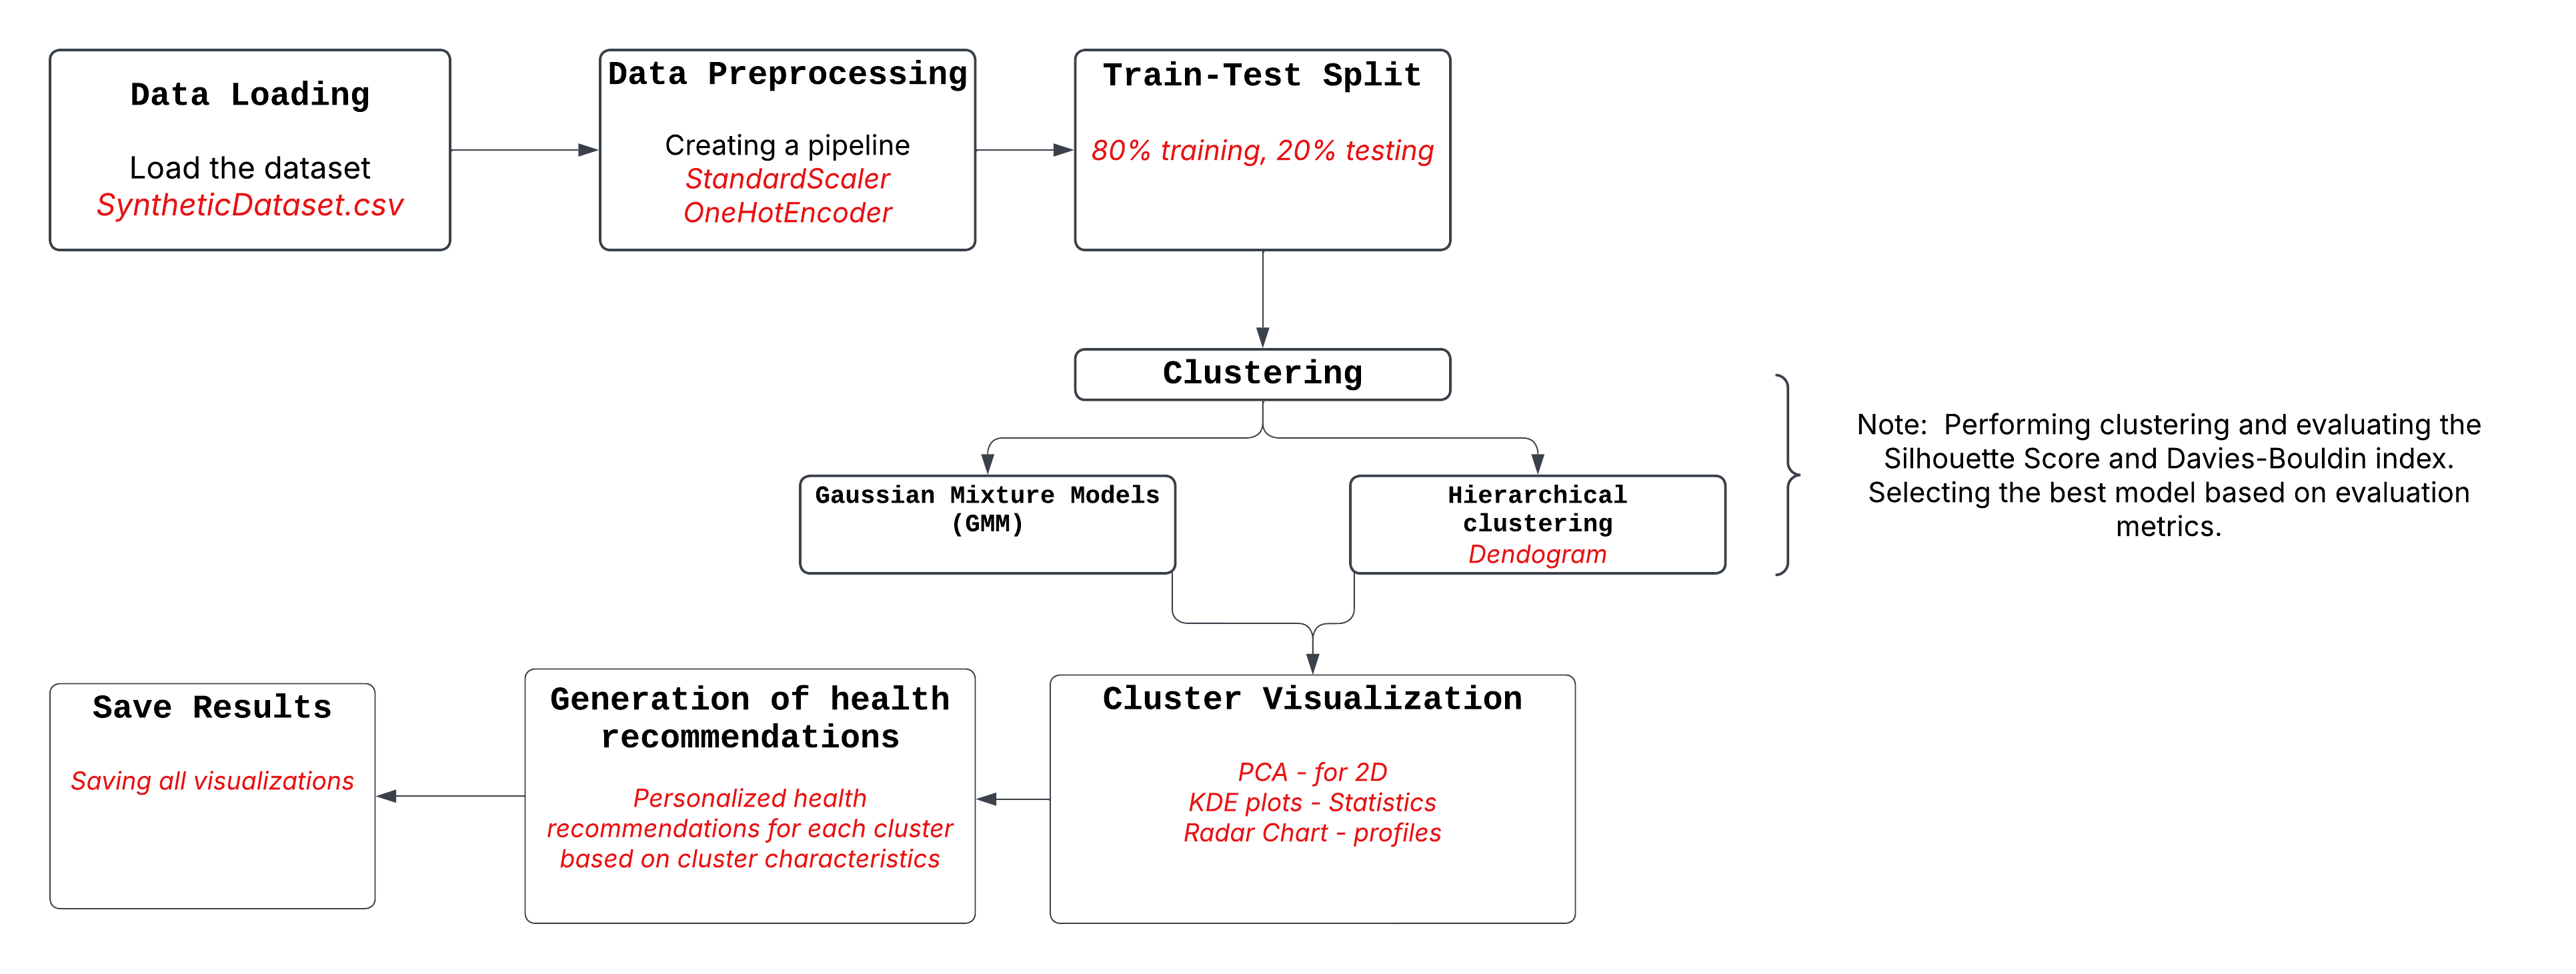 Data Loading
Load the dataset
SyntheticDataset.csv
Data Preprocessing
Creating a pipeline
StandardScaler
OneHotEncoder
Train-Test Split
80% training, 20% testing
Clustering
Gaussian Mixture Models
(GMM)
Hierarchical
clustering
Dendogram
Note: Performing clustering and evaluating the
Silhouette Score and Davies-Bouldin index.
Selecting the best model based on evaluation
metrics.
Cluster Visualization
PCA - for 2D
KDE plots - Statistics
Radar Chart - profiles
Generation of health
recommendations
Personalized health
recommendations for each cluster
based on cluster characteristics
Save Results
Saving all visualizations